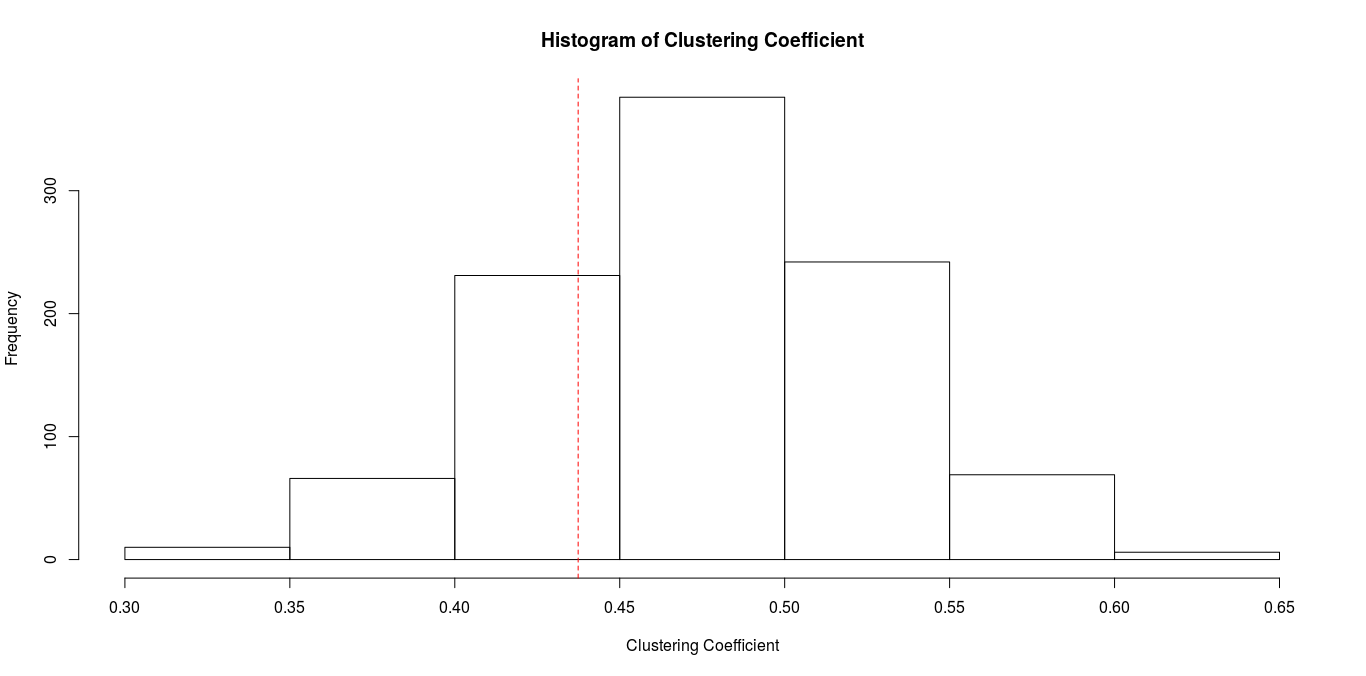 Histogram of Clustering Coefficient
Frequency
300
200
100
0
0.30 0.35 0.40 0.45 0.50 0.55 0.60 0.65
Clustering Coefficient